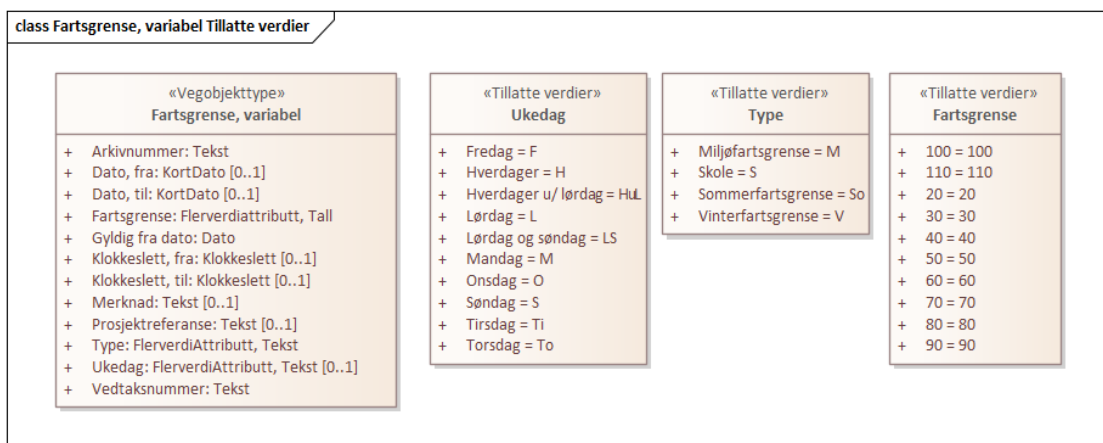 class Fartsgrense, variabel Tillatte verdier
«Vegobjekttype»
Fartsgrense, variabel
+ Arkivnummer: Tekst
+ Dato, fra: KortDato [0..1]
+ Dato, til: KortDato [0..1]
+ Fartsgrense: Flerverdiattributt, Tall
+ Gyldig fra dato: Dato
+ Klokkeslett, fra: Klokkeslett [0..1]
+ Klokkeslett, til: Klokkeslett [0..1]
+ Merknad: Tekst [0..1]
+ Prosjektreferanse: Tekst [0..1]
+ Type: FlerverdiAttributt, Tekst
+ Ukedag: FlerverdiAttributt, Tekst [0..1]
+ Vedtaksnummer: Tekst
«Tillatte verdier»
Ukedag
+ Fredag = F
+ Hverdager = H
+ Hverdager u/ lørdag = HuL
+ Lørdag = L
+ Lørdag og søndag = LS
+ Mandag = M
+ Onsdag = O
+ Søndag = S
+ Tirsdag = Ti
+ Torsdag = To
«Tillatte verdier»
Type
+ Miljøfartsgrense = M
+ Skole = S
+ Sommerfartsgrense = So
+ Vinterfartsgrense = V
«Tillatte verdier»
Fartsgrense
+ 100 = 100
+ 110 = 110
+ 20 = 20
+ 30 = 30
+ 40 = 40
+ 50 = 50
+ 60 = 60
+ 70 = 70
+ 80 = 80
+ 90 = 90